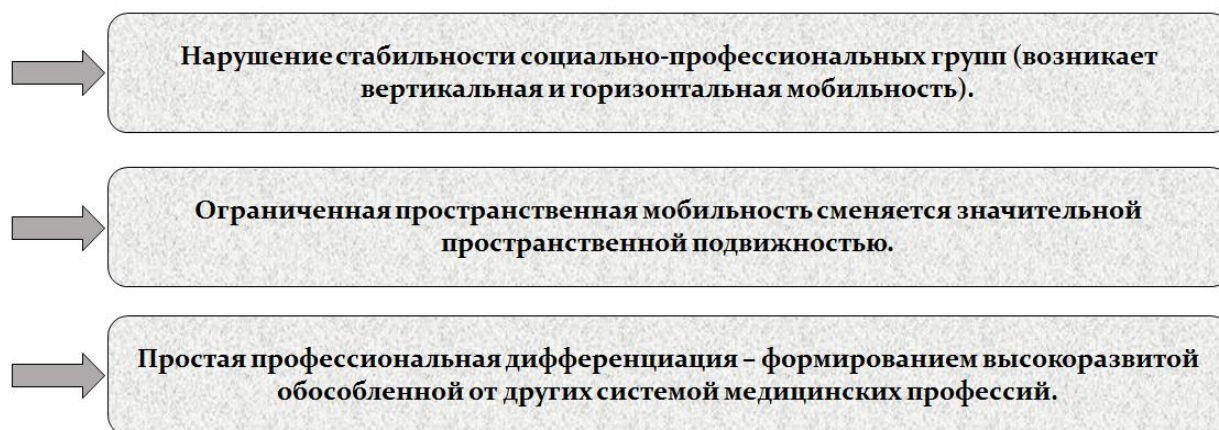 Нарушение стабильности социально-профессиональных групп (возникает
вертикальная и горизонтальная мобильность).
Ограниченная пространственная мобильность сменяется значительной
пространственной подвижностью.
Простая профессиональная дифференциация – формированием высокоразвитой
обособленной от других системой медицинских профессий.